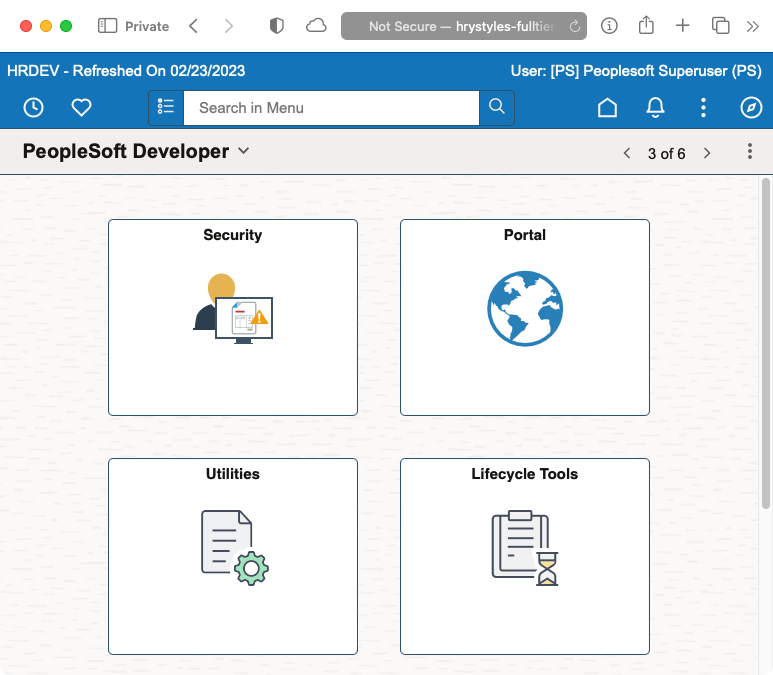 Private
Not Secure — hrystyles-fulltier
HRDEV - Refreshed On 02/23/2023
User: [PS] Peoplesoft Superuser (PS)
Search in Menu
PeopleSoft Developer
3 of 6
Security
Portal
Utilities
Lifecycle Tools